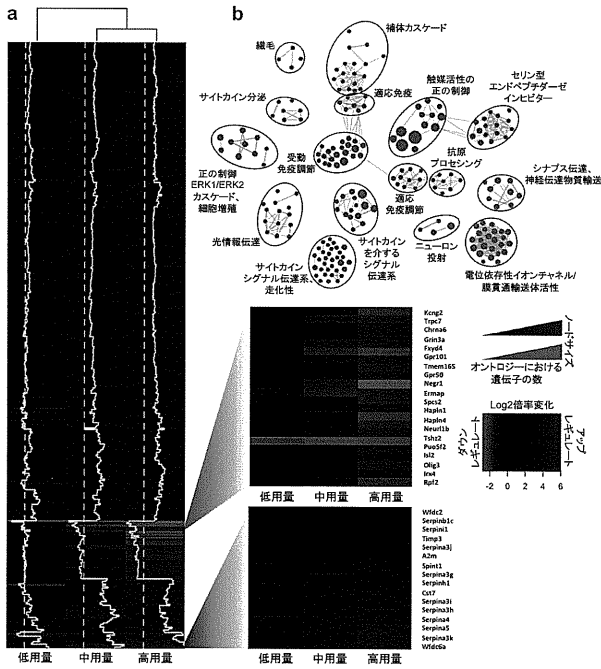 a
b
繊毛
補体カスケード
サイトカイン分泌
適応免疫
触媒活性の
正の制御
セリン型
エンドペプチダーゼ
インヒビター
受動
免疫調節
抗原
プロセシング
正の制御
ERK1/ERK2
カスケード、
細胞増殖
適応
免疫調節
シナプス伝達、
神経伝達物質輸送
光情報伝達
サイトカイン
を介する
シグナル
伝達系
ニューロン
投射
サイトカイン
シグナル伝達系、
走化性
電位依存性イオンチャネル/
膜貫通輸送体活性
Kcng2
Trpc7
Chrna6
Grin3a
Fxyd4
Gpr101
Tmem165
Gpr50
Negr1
Ermap
Spcs2
Hapln1
Hapln4
Neurl1b
Tshz2
Pou5f2
Isl2
Olig3
Irx4
Rpf2
低用量
中用量
高用量
ノードサイズ
オントロジーにおける
遺伝子の数
Log2倍率変化
ダウン
レギュレート
アップ
レギュレート
-2 0 2 4 6
Wfdc2
Serpinb1c
Serpini1
Timp3
Serpina3j
A2m
Spint1
Serpina3g
Serpinh1
Cst7
Serpina3i
Serpina3h
Serpina4
Serpina5
Serpina3k
Wfdc6a
低用量
中用量
高用量
低用量
中用量
高用量